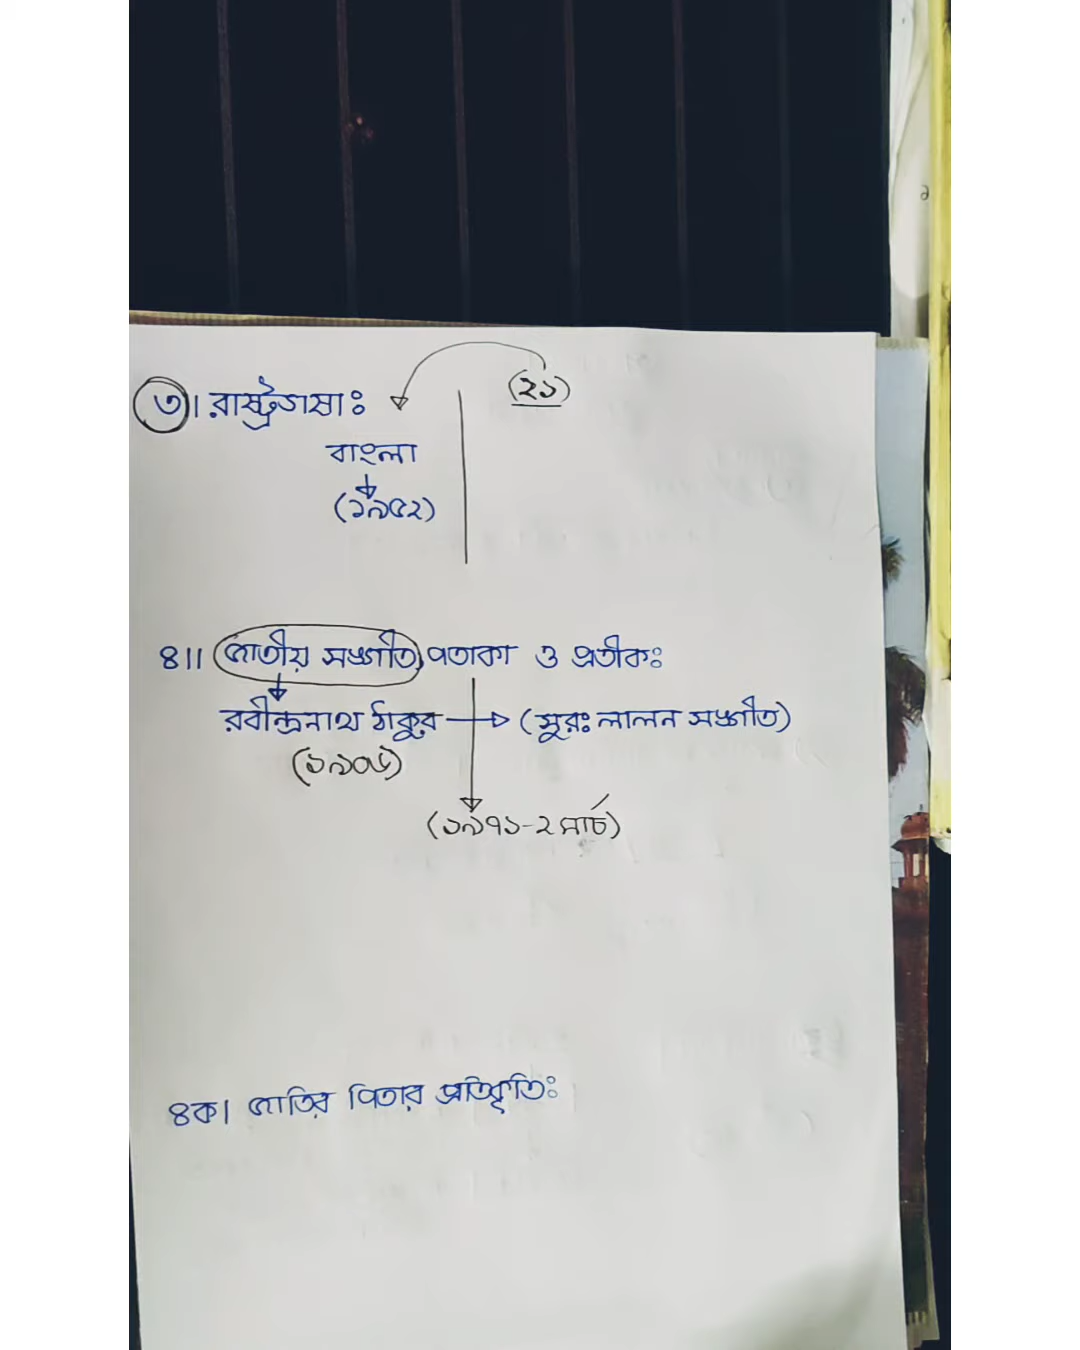 (২১)
৩। রাষ্ট্রভাষাঃ
বাংলা
(১৯৫২)
৪।। জাতীয় সঙ্গীত পতাকা ও প্রতীকঃ
রবীন্দ্রনাথ ঠাকুর → (সুরঃ লালন সঙ্গীত)
(১৯০৬)
(১৯৭১-২ মার্চ)
৪ক। জাতির পিতার প্রতিকৃতিঃ